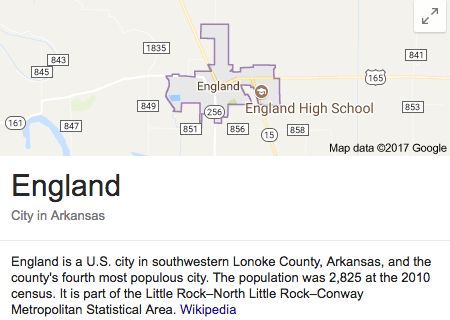 1835
843
841
845
165
England
849
England High School
853
256
161
847
851
856
15
858
Map data ©2017 Google
England
City in Arkansas
England is a U.S. city in southwestern Lonoke County, Arkansas, and the
county's fourth most populous city. The population was 2,825 at the 2010
census. It is part of the Little Rock–North Little Rock–Conway
Metropolitan Statistical Area. Wikipedia